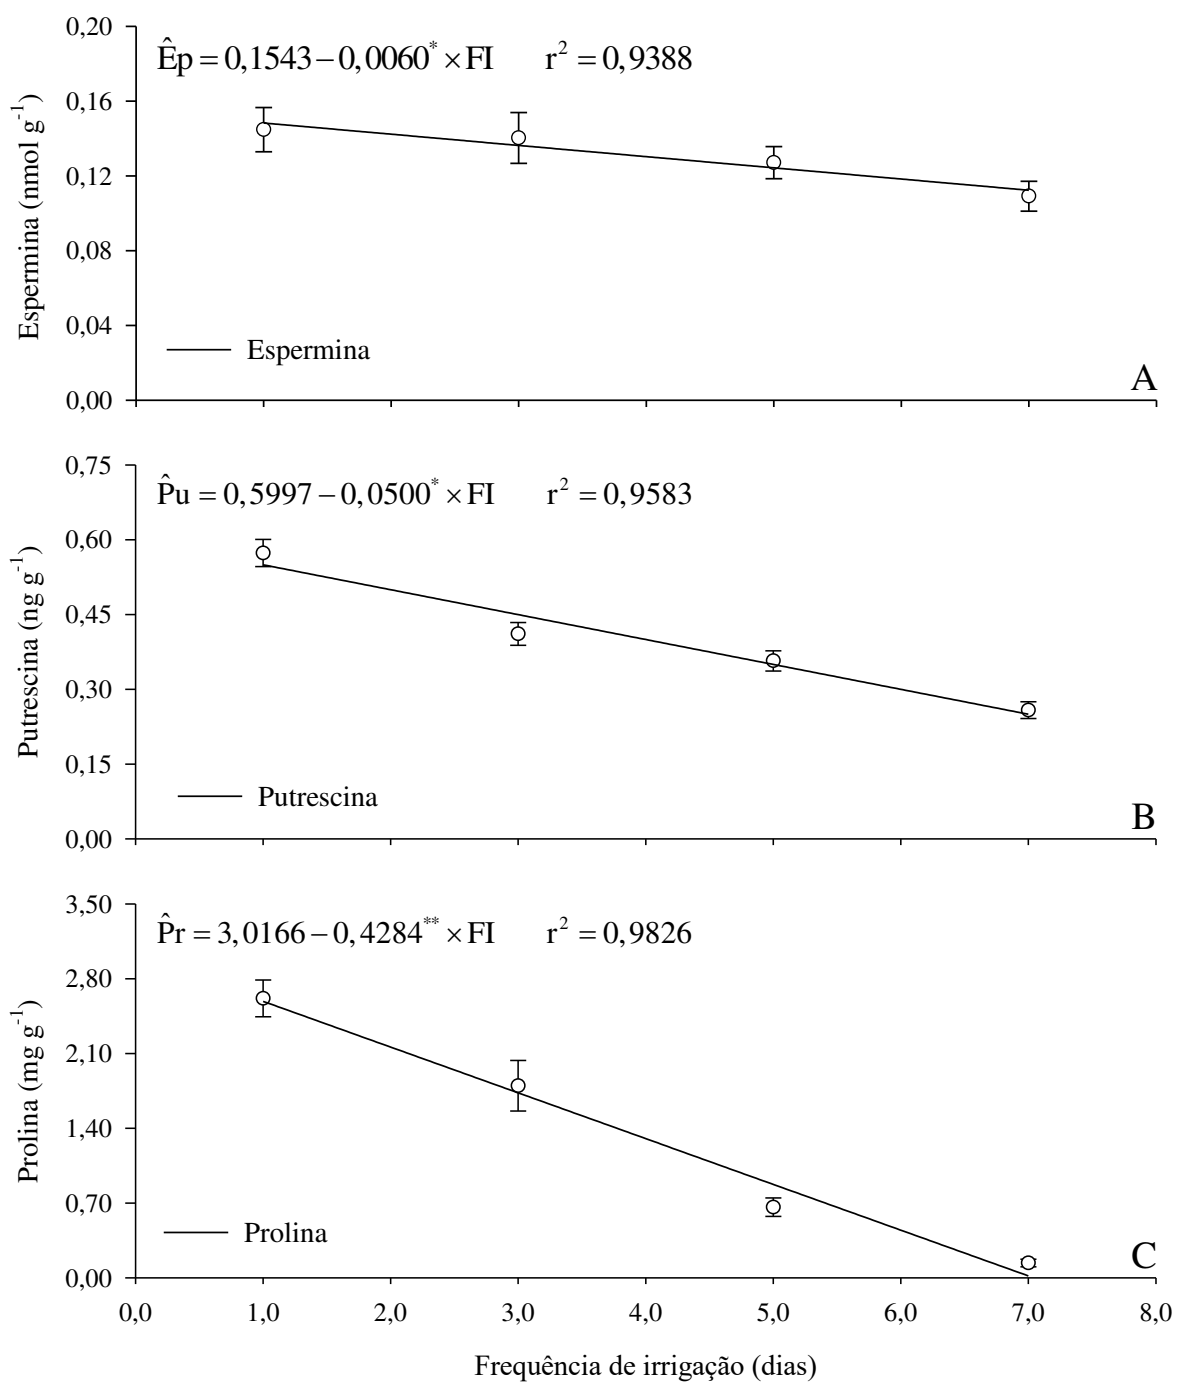 0,20
Êp = 0,1543 − 0,0060* × FI r² = 0,9388
0,16
0,12
0,08
0,04
0,00
Espermina (nmol g⁻¹)
Espermina
A
0,75
P̂u = 0,5997 − 0,0500* × FI r² = 0,9583
0,60
0,45
0,30
0,15
0,00
Putrescina (ng g⁻¹)
Putrescina
B
3,50
P̂r = 3,0166 − 0,4284** × FI r² = 0,9826
2,80
2,10
1,40
0,70
0,00
Prolina (mg g⁻¹)
Prolina
C
0,0 1,0 2,0 3,0 4,0 5,0 6,0 7,0 8,0
Frequência de irrigação (dias)